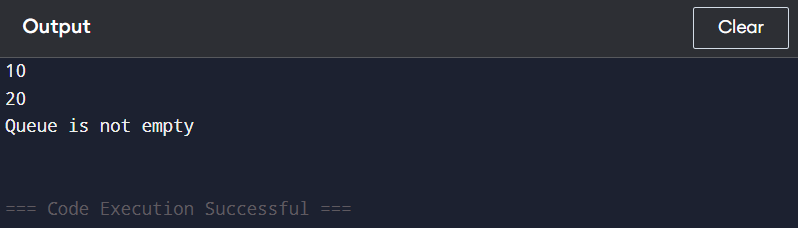 Output
Clear
10
20
Queue is not empty
=== Code Execution Successful ===